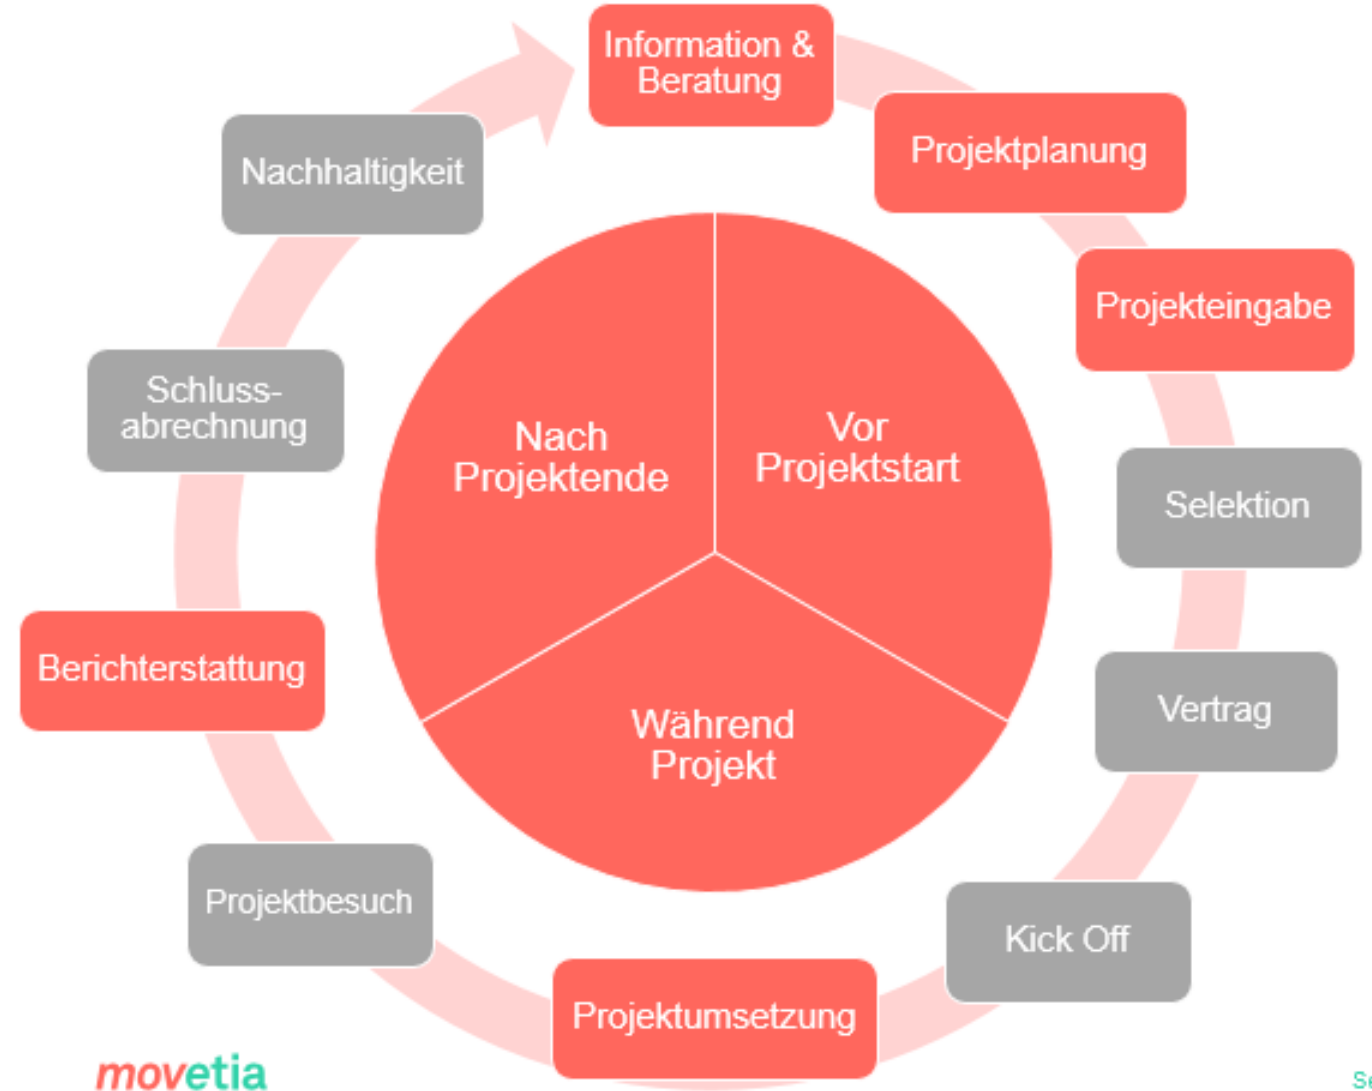 Information &
Beratung
Projektplanung
Projekteingabe
Selektion
Vertrag
Kick Off
Projektumsetzung
Projektbesuch
Berichterstattung
Schluss-
abrechnung
Nachhaltigkeit
Vor
Projektstart
Während
Projekt
Nach
Projektende
movetia